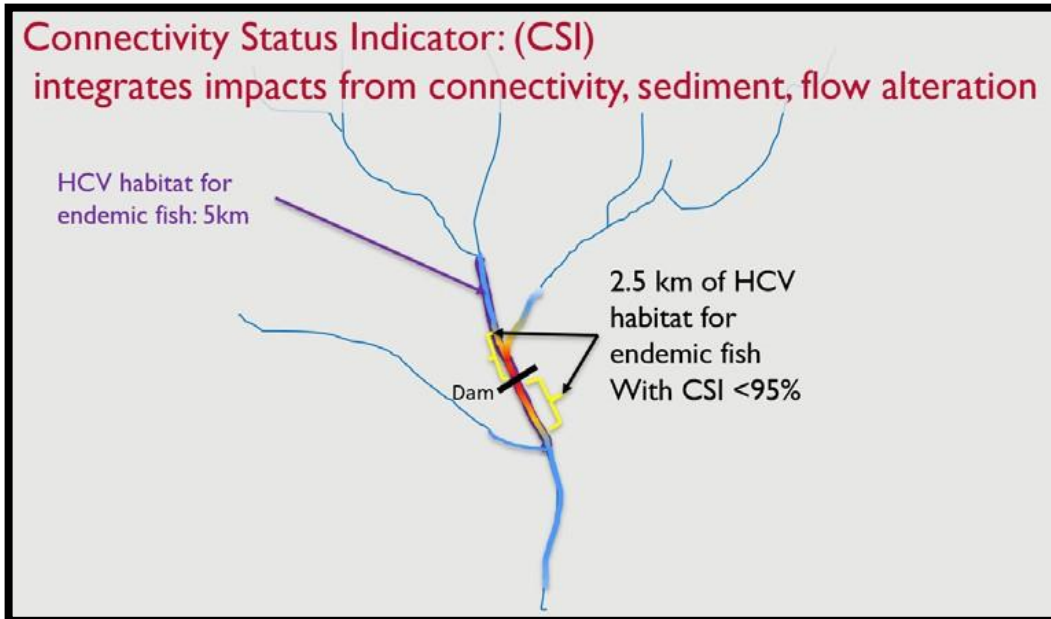 Connectivity Status Indicator: (CSI)
integrates impacts from connectivity, sediment, flow alteration
HCV habitat for
endemic fish: 5km
2.5 km of HCV
habitat for
endemic fish
With CSI <95%
Dam